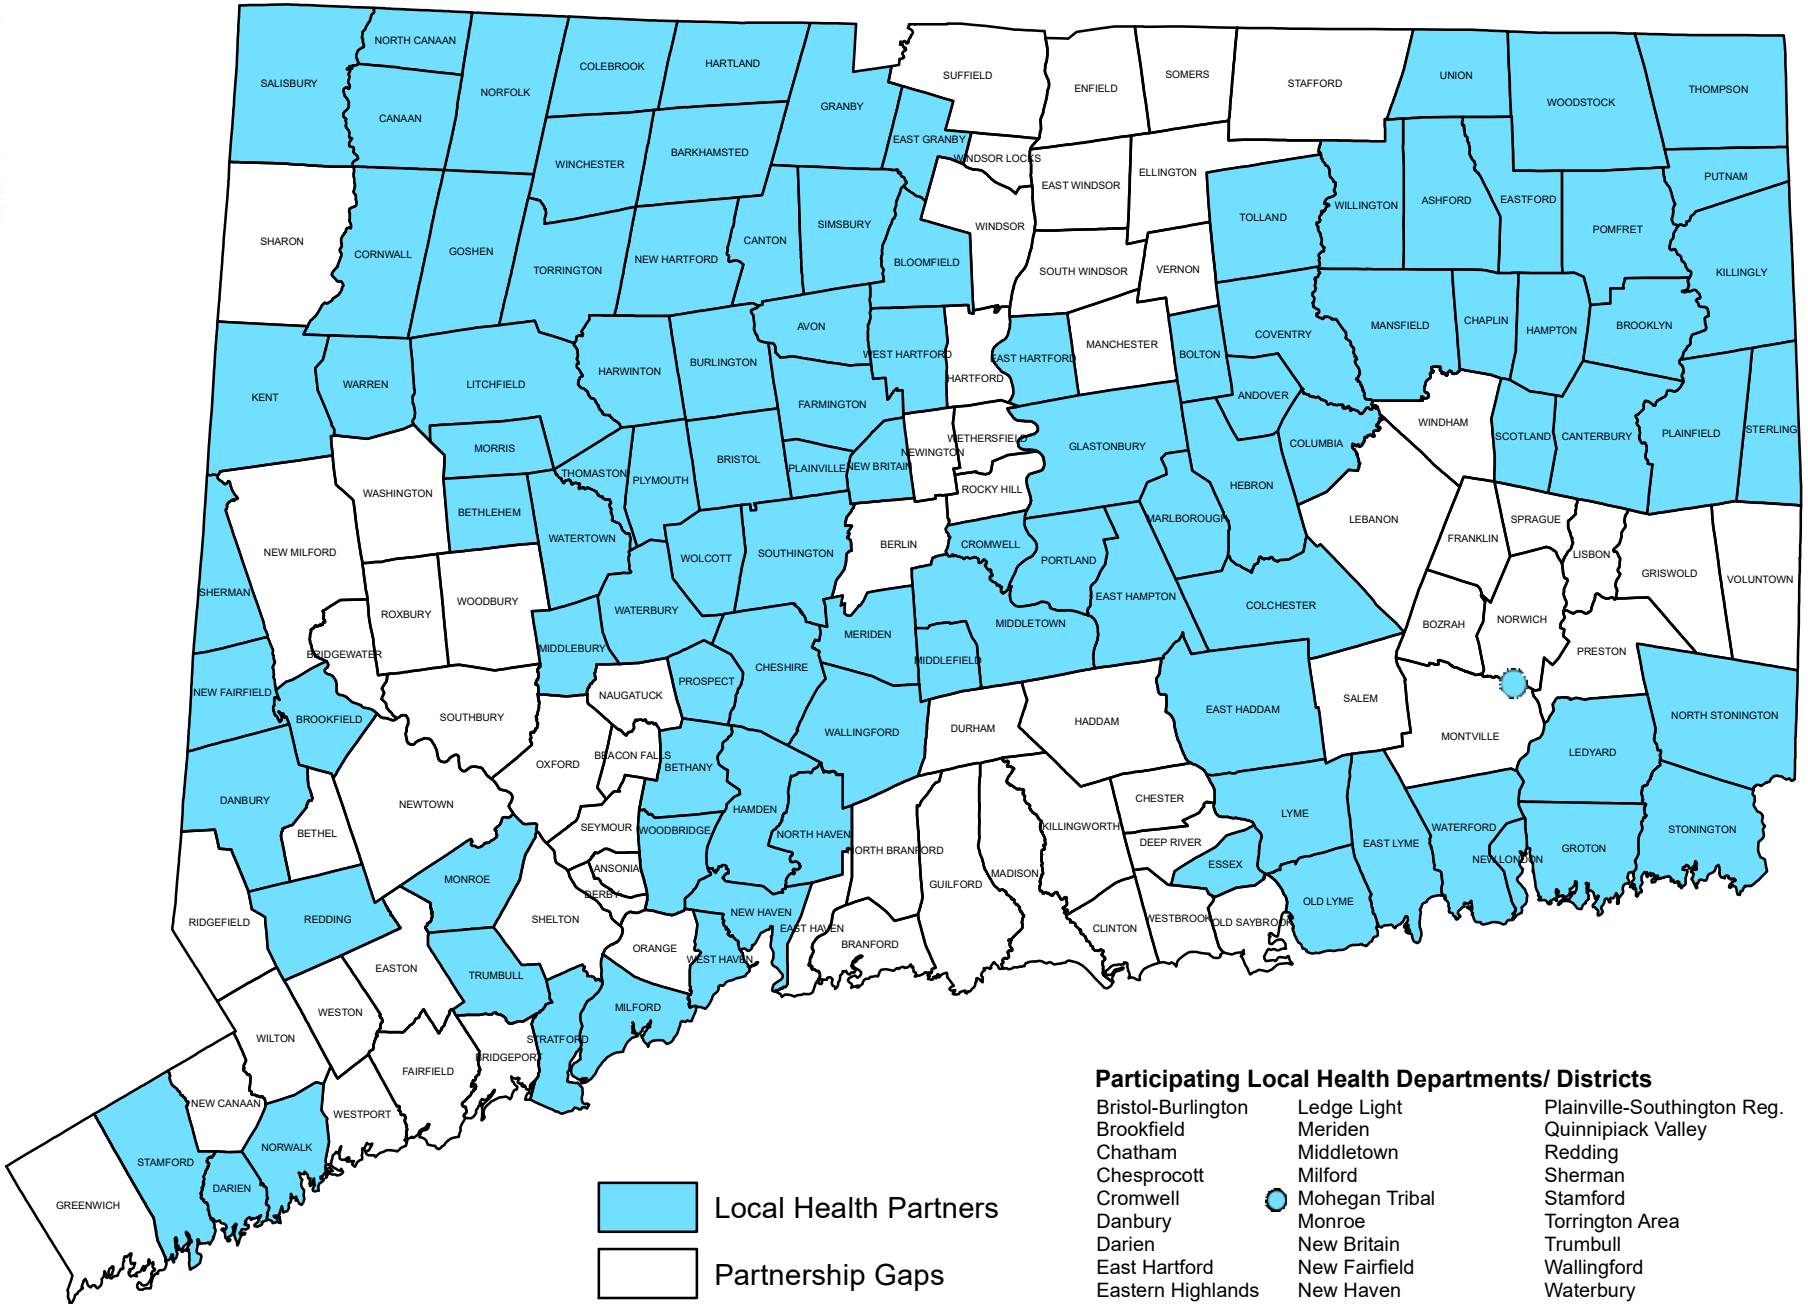 NORTH CANAAN
SALISBURY
CANAAN
NORFOLK
COLEBROOK
HARTLAND
GRANBY
SUFFIELD
ENFIELD
SOMERS
STAFFORD
UNION
WOODSTOCK
THOMPSON
EAST GRANBY
WINDSOR LOCKS
WINCHESTER
BARKHAMSTED
EAST WINDSOR
ELLINGTON
PUTNAM
SHARON
CORNWALL
GOSHEN
TORRINGTON
NEW HARTFORD
CANTON
SIMSBURY
BLOOMFIELD
WINDSOR
SOUTH WINDSOR
VERNON
TOLLAND
WILLINGTON
ASHFORD
EASTFORD
POMFRET
KILLINGLY
KENT
WARREN
LITCHFIELD
HARWINTON
BURLINGTON
AVON
WEST HARTFORD
HARTFORD
EAST HARTFORD
MANCHESTER
BOLTON
COVENTRY
MANSFIELD
CHAPLIN
HAMPTON
BROOKLYN
MORRIS
FARMINGTON
ANDOVER
WINDHAM
SCOTLAND
CANTERBURY
PLAINFIELD
STERLING
WASHINGTON
BETHLEHEM
THOMASTON
PLYMOUTH
BRISTOL
PLAINVILLE
NEW BRITAIN
NEWINGTON
WETHERSFIELD
ROCKY HILL
GLASTONBURY
HEBRON
COLUMBIA
LEBANON
FRANKLIN
SPRAGUE
LISBON
GRISWOLD
VOLUNTOWN
NEW MILFORD
WATERTOWN
WOLCOTT
SOUTHINGTON
BERLIN
CROMWELL
PORTLAND
MARLBOROUGH
EAST HAMPTON
COLCHESTER
BOZRAH
NORWICH
PRESTON
SHERMAN
BRIDGEWATER
ROXBURY
WOODBURY
MIDDLEBURY
WATERBURY
MERIDEN
MIDDLEFIELD
MIDDLETOWN
NEW FAIRFIELD
BROOKFIELD
SOUTHBURY
NAUGATUCK
PROSPECT
CHESHIRE
WALLINGFORD
DURHAM
HADDAM
EAST HADDAM
SALEM
MONTVILLE
LEDYARD
NORTH STONINGTON
DANBURY
BETHEL
NEWTOWN
OXFORD
BEACON FALLS
BETHANY
SEYMOUR
WOODBRIDGE
HAMDEN
NORTH HAVEN
NORTH BRANFORD
GUILFORD
MADISON
KILLINGWORTH
CHESTER
DEEP RIVER
ESSEX
LYME
EAST LYME
WATERFORD
NEW LONDON
GROTON
STONINGTON
RIDGEFIELD
REDDING
MONROE
ANSONIA
DERBY
SHELTON
ORANGE
NEW HAVEN
WEST HAVEN
EAST HAVEN
BRANFORD
CLINTON
WESTBROOK
OLD SAYBROOK
OLD LYME
EASTON
TRUMBULL
WESTON
WILTON
MILFORD
STRATFORD
BRIDGEPORT
FAIRFIELD
WESTPORT
NEW CANAAN
NORWALK
STAMFORD
DARIEN
GREENWICH
Local Health Partners
Partnership Gaps
Participating Local Health Departments/ Districts
Bristol-Burlington
Brookfield
Chatham
Chesprocott
Cromwell
Danbury
Darien
East Hartford
Eastern Highlands
Ledge Light
Meriden
Middletown
Milford
Mohegan Tribal
Monroe
New Britain
New Fairfield
New Haven
Plainville-Southington Reg.
Quinnipiack Valley
Redding
Sherman
Stamford
Torrington Area
Trumbull
Wallingford
Waterbury